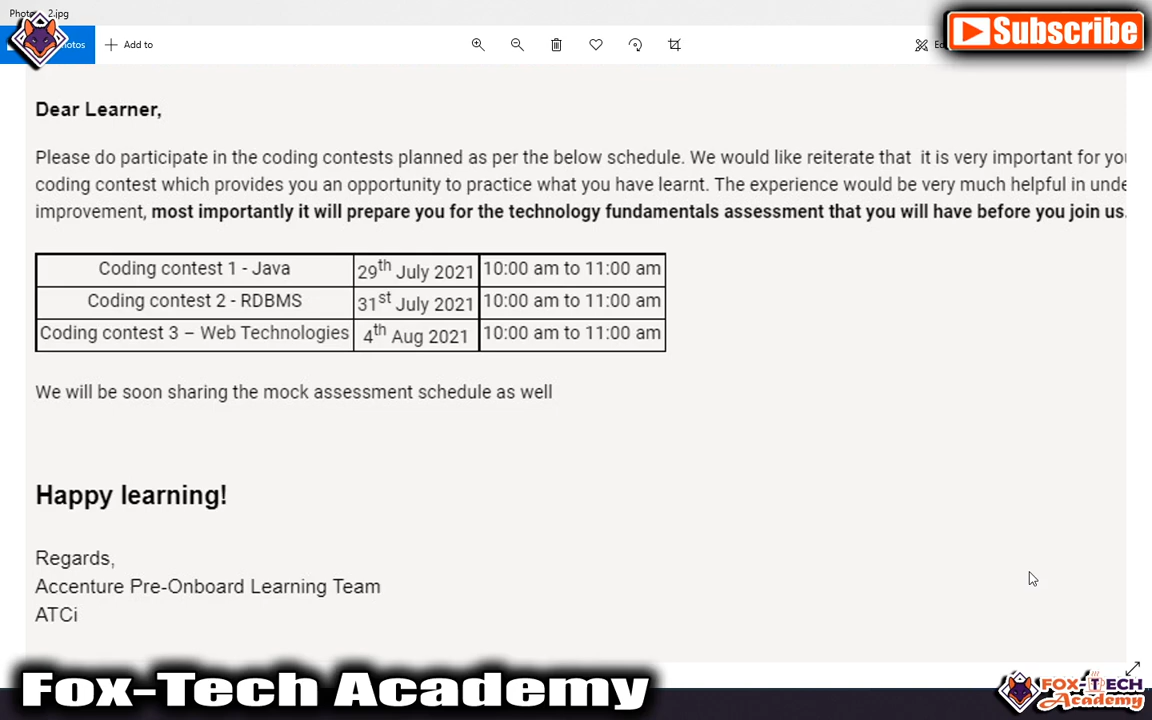 2.jpg
Add to
Subscribe
Dear Learner,
Please do participate in the coding contests planned as per the below schedule. We would like reiterate that it is very important for
coding contest which provides you an opportunity to practice what you have learnt. The experience would be very much helpful in
improvement, most importantly it will prepare you for the technology fundamentals assessment that you will have before you join us.
Coding contest 1 - Java 29th July 2021 10:00 am to 11:00 am
Coding contest 2 - RDBMS 31st July 2021 10:00 am to 11:00 am
Coding contest 3 – Web Technologies 4th Aug 2021 10:00 am to 11:00 am
We will be soon sharing the mock assessment schedule as well
Happy learning!
Regards,
Accenture Pre-Onboard Learning Team
ATCi
Fox-Tech Academy
FOX-TECH
Academy